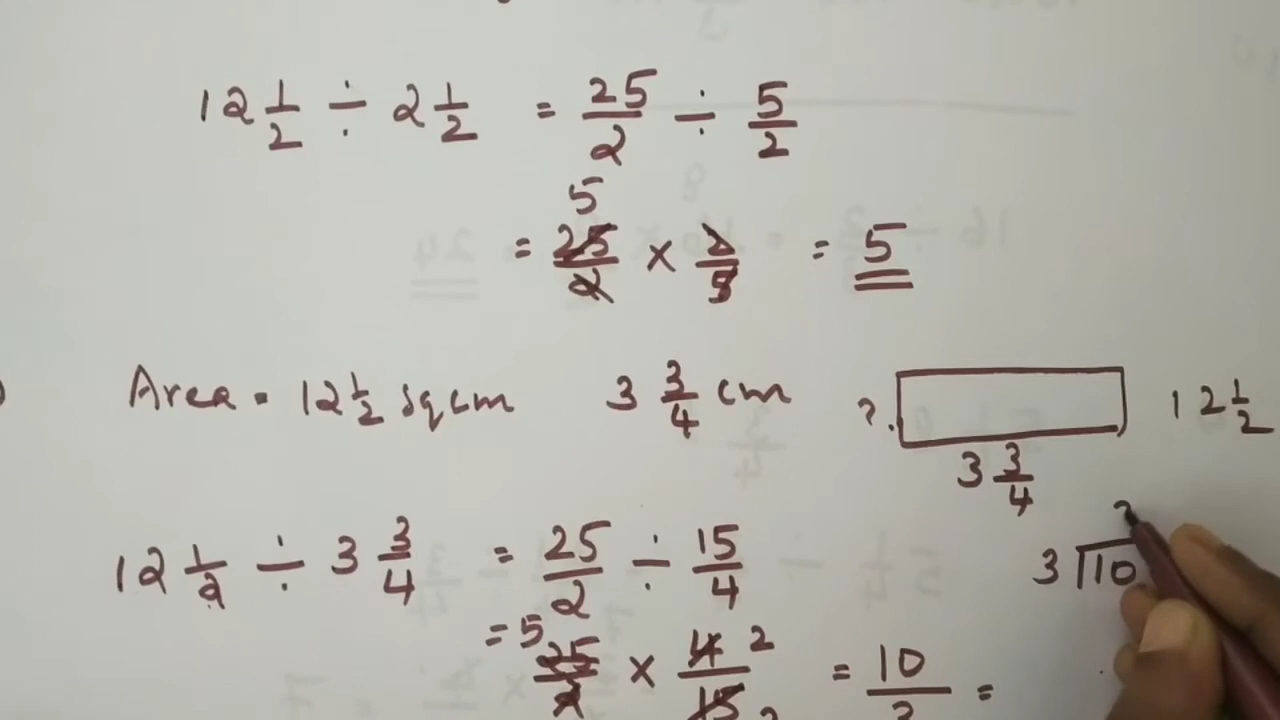 12 1/2 ÷ 2 1/2 = 25/2 ÷ 5/2
5
= 25/2 × 2/5 = 5
Area = 12 1/2 sqcm 3 3/4 cm ?. 12 1/2
3 3/4
12 1/2 ÷ 3 3/4 = 25/2 ÷ 15/4 3 10
= 5 25/2 × 4/15 2 = 10/3 =